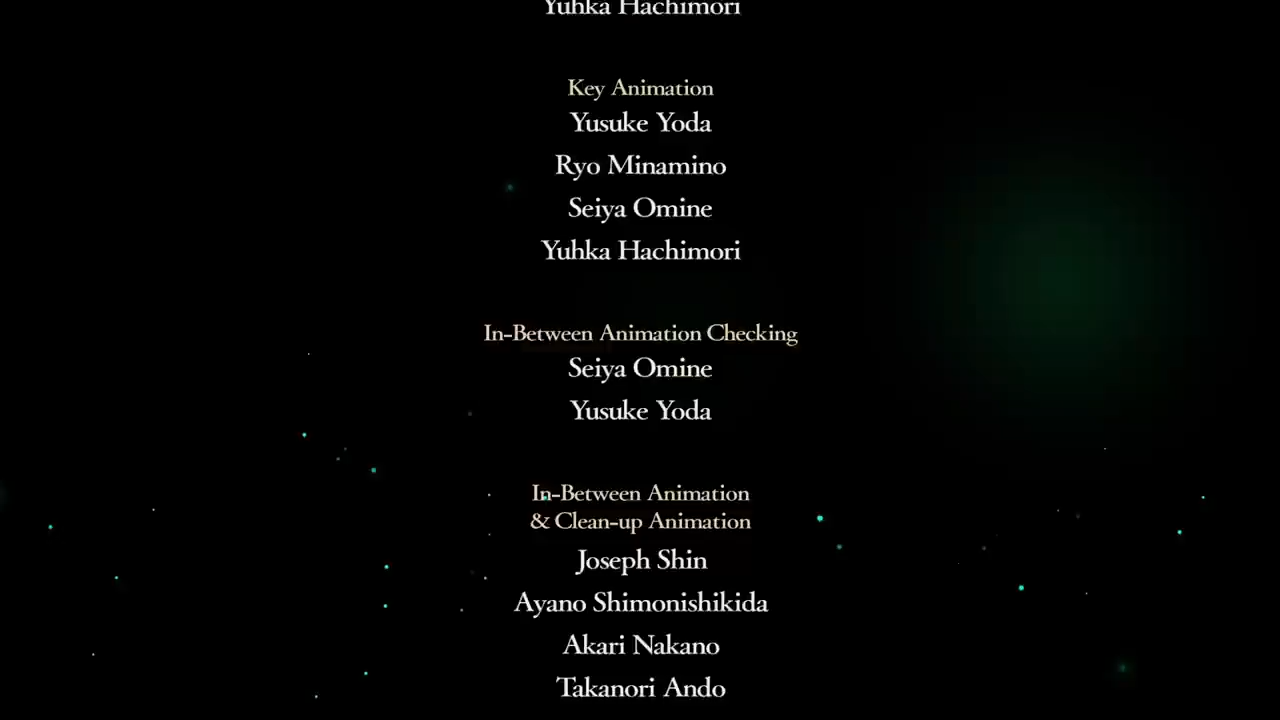 Yuhka Hachimori
Key Animation
Yusuke Yoda
Ryo Minamino
Seiya Omine
Yuhka Hachimori
In-Between Animation Checking
Seiya Omine
Yusuke Yoda
In-Between Animation
& Clean-up Animation
Joseph Shin
Ayano Shimonishikida
Akari Nakano
Takanori Ando